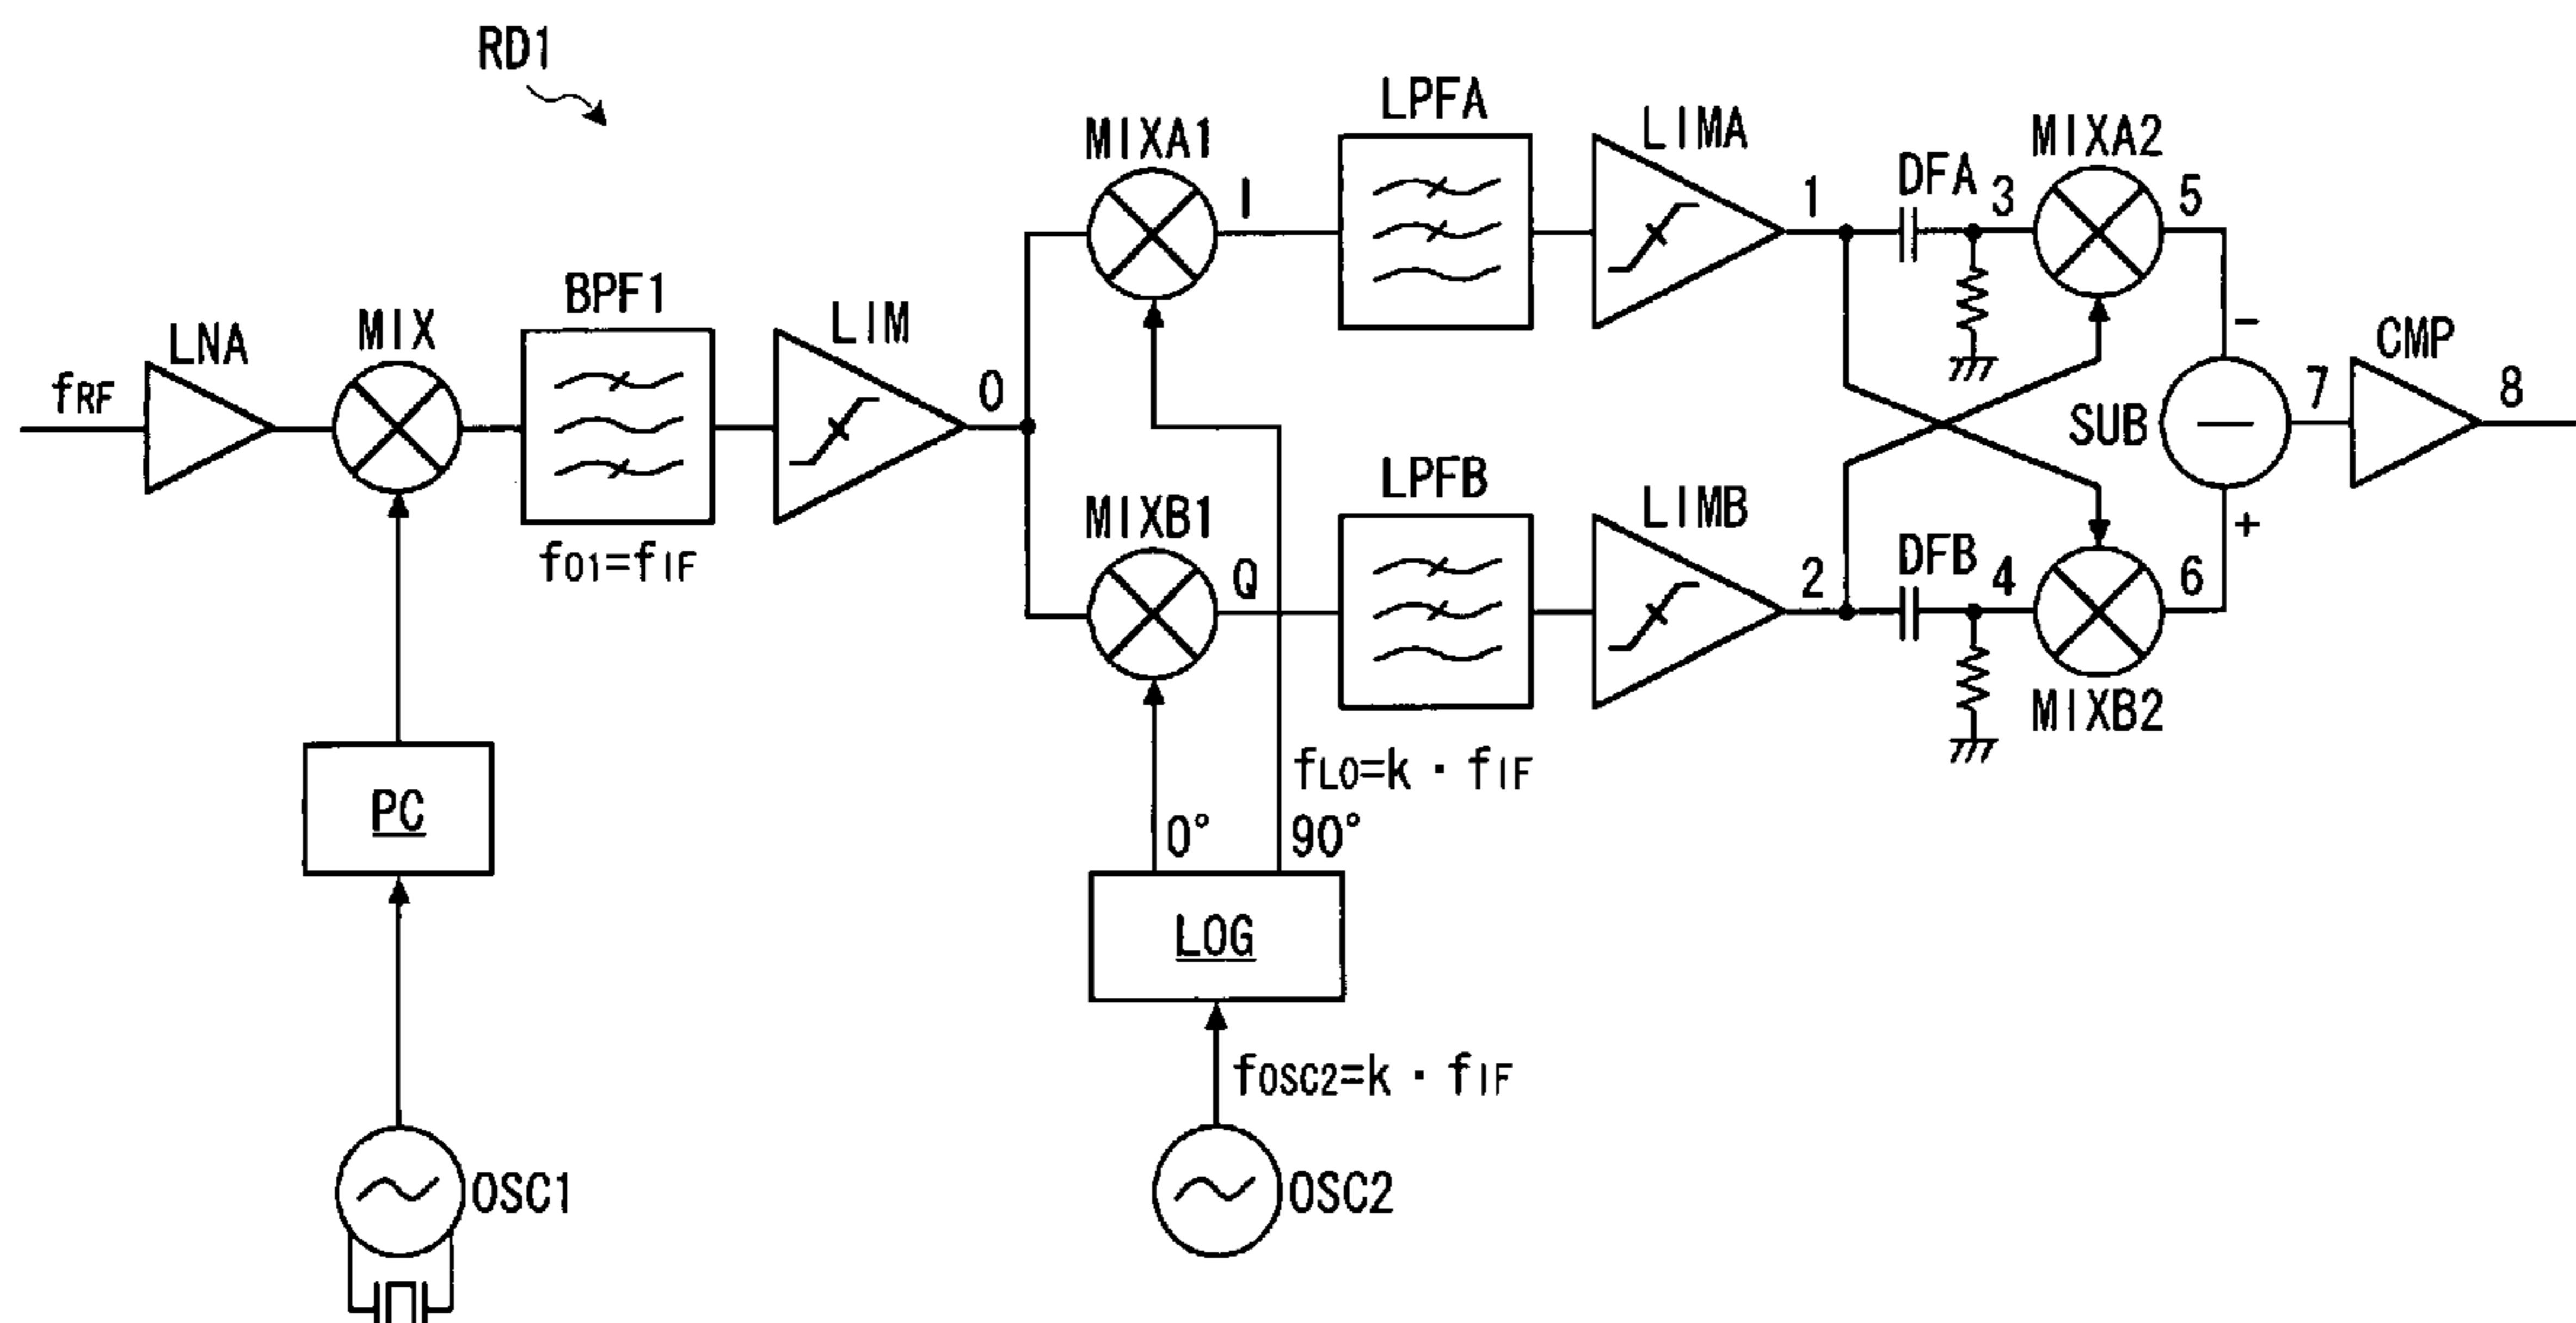 RD1
LPFA
LIMA
MIXA1
MIXA2
DFA
I
1
3
5
BPF1
LIM
MIX
LNA
−
CMP
fRF
0
7
8
SUB
LPFB
LIMB
MIXB1
+
fO1=fIF
DFB
Q
2
4
6
MIXB2
fLO=k · fIF
PC
0°
90°
LOG
fOSC2=k · fIF
OSC1
OSC2